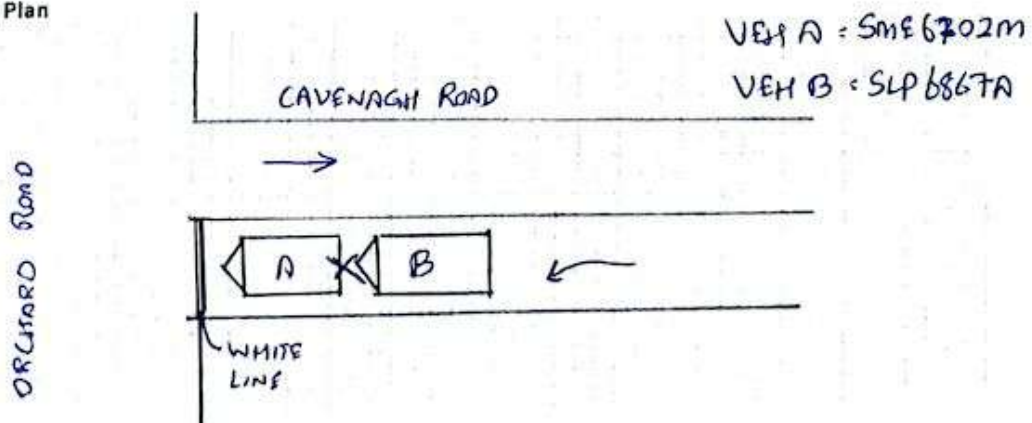 Plan
VEH A : SME6702M
VEH B : SLP6867A
CAVENAGH ROAD
ORCHARD ROAD
A
B
WHITE
LINE